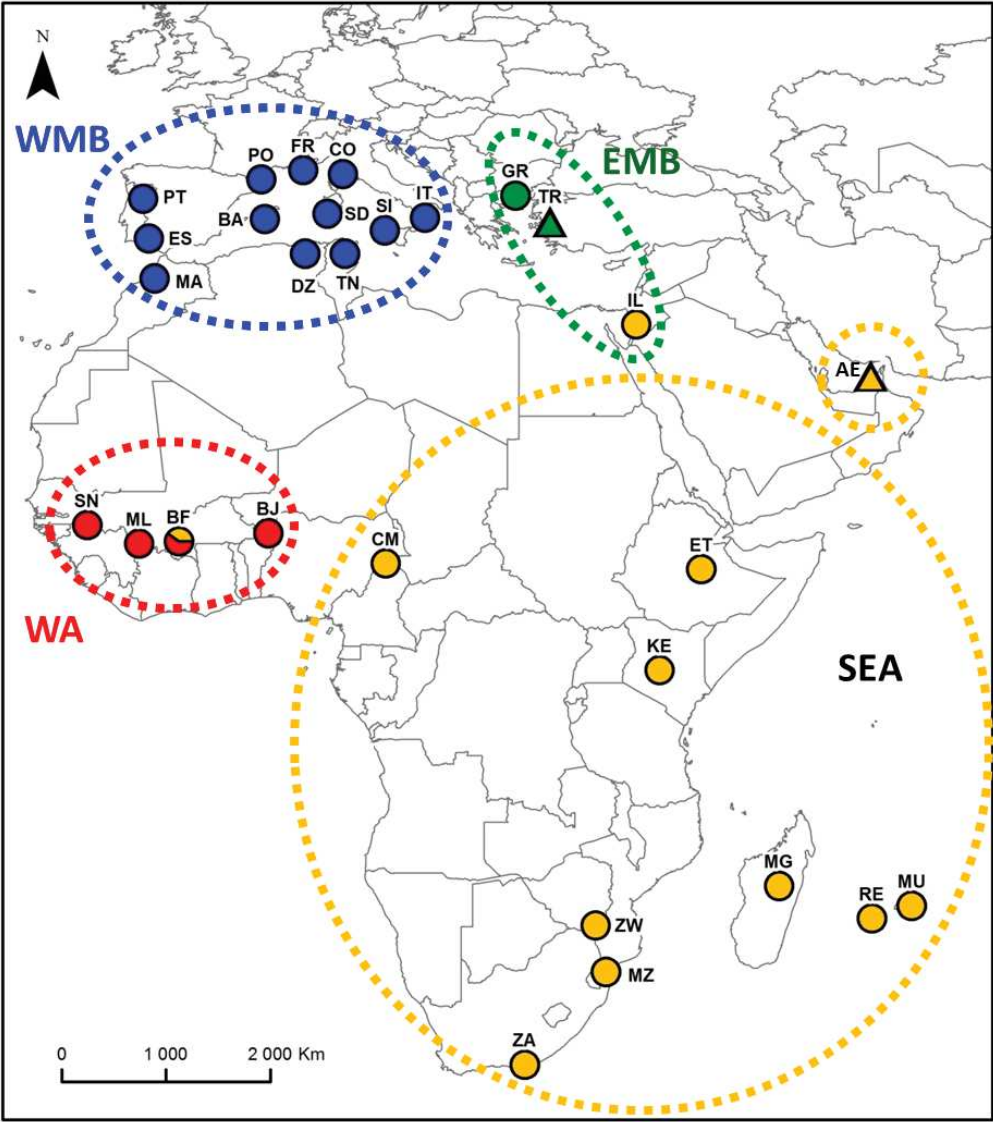 N
WMB
FR
CO
PO
EMB
GR
PT
IT
TR
BA
SD
SI
ES
MA
DZ
TN
IL
AE
SN
ML
BF
BJ
CM
ET
WA
KE
SEA
MG
RE
MU
ZW
MZ
ZA
0 1 000 2 000 Km